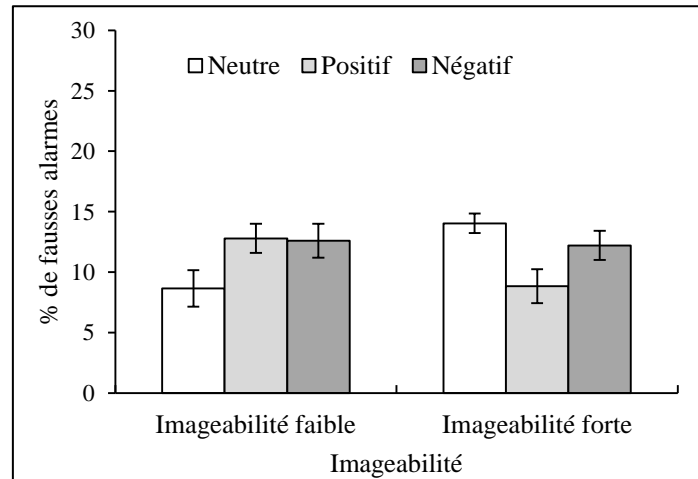 30
25
20
15
10
5
0
% de fausses alarmes
Neutre Positif Négatif
Imageabilité faible Imageabilité forte
Imageabilité